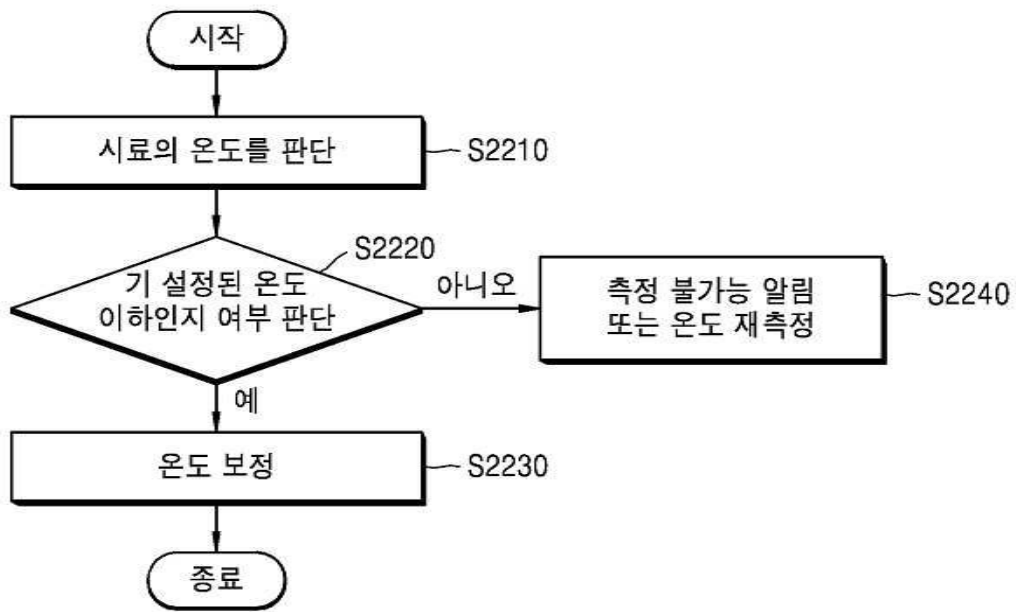 시작
시료의 온도를 판단
S2210
S2220
기 설정된 온도
이하인지 여부 판단
아니오
측정 불가능 알림
또는 온도 재측정
S2240
예
온도 보정
S2230
종료